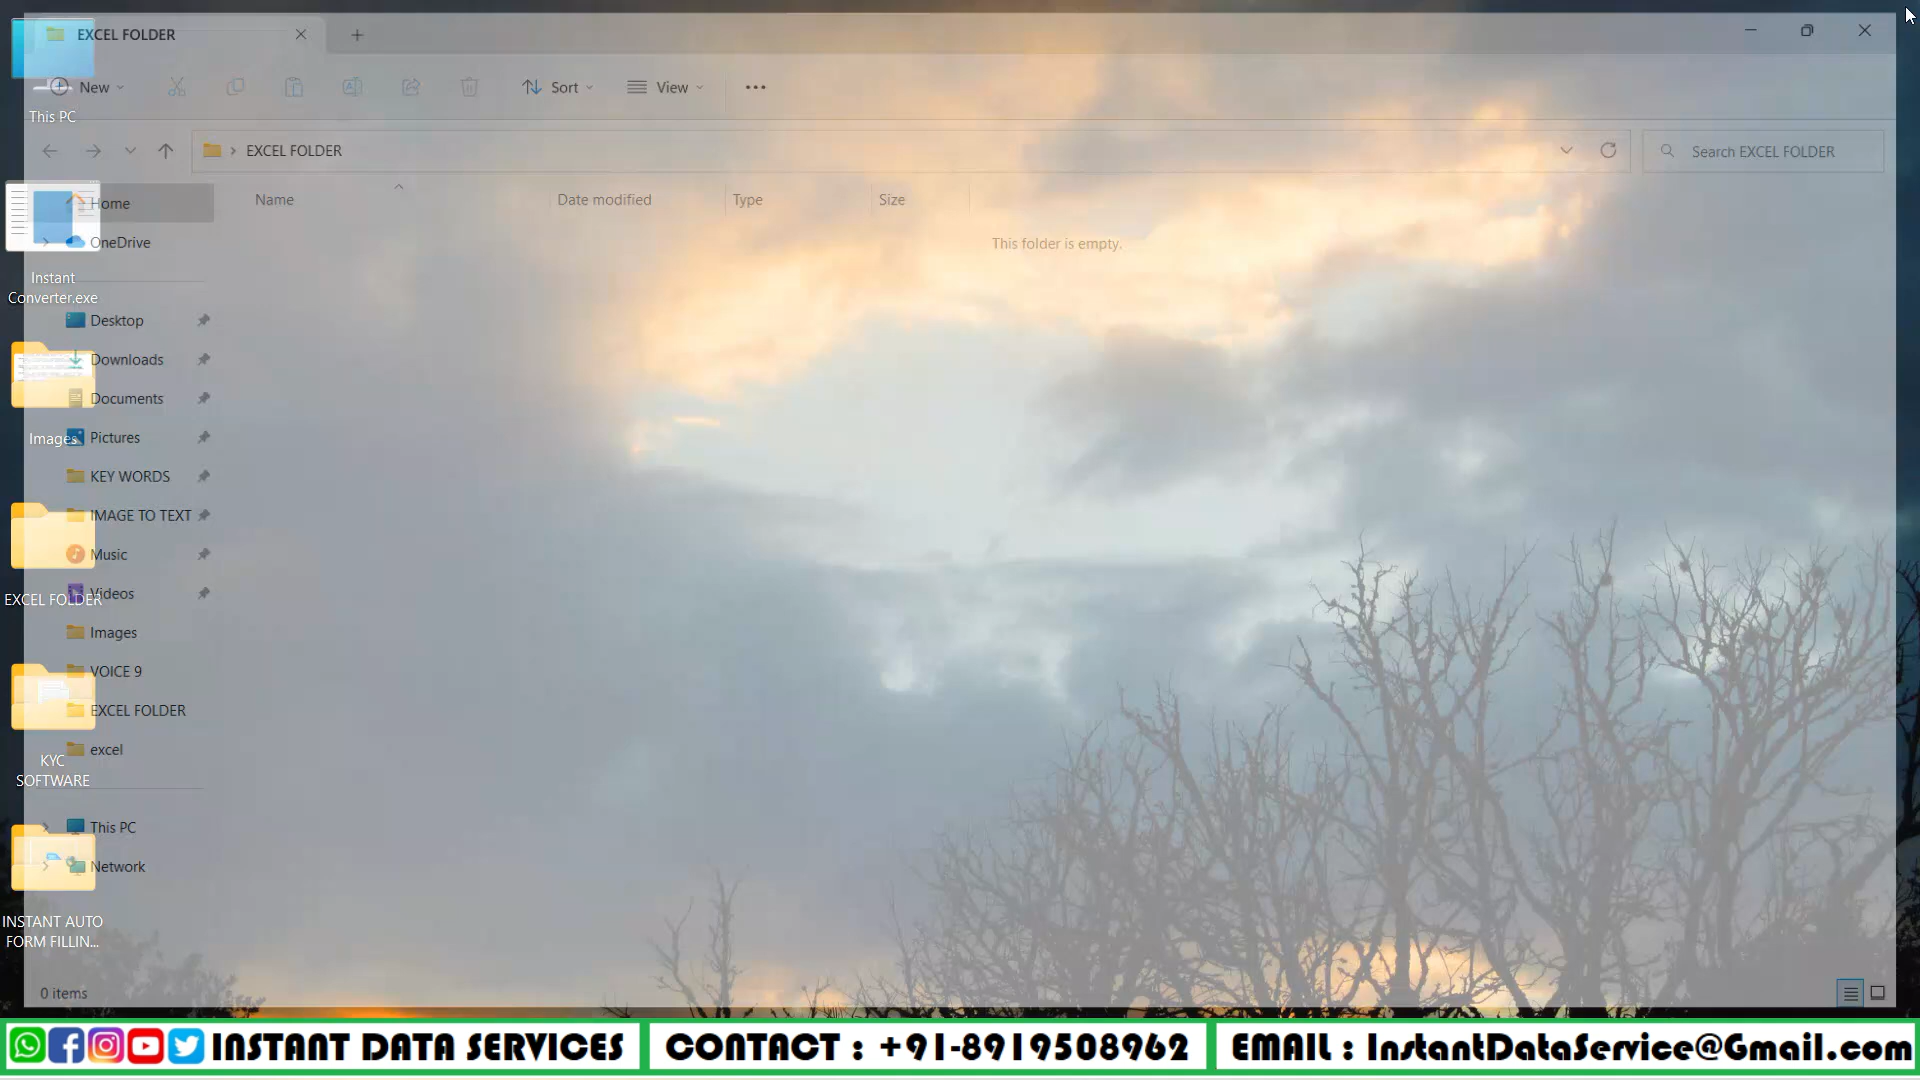 EXCEL FOLDER
New
Sort
View
This PC
EXCEL FOLDER
Search EXCEL FOLDER
Name
Date modified
Type
Size
This folder is empty.
Home
OneDrive
Instant
Converter.exe
Desktop
Downloads
Documents
Pictures
Images
KEY WORDS
IMAGE TO TEXT
Music
Videos
EXCEL FOLDER
Images
VOICE 9
EXCEL FOLDER
excel
KYC
SOFTWARE
This PC
Network
INSTANT AUTO
FORM FILLIN...
0 items
INSTANT DATA SERVICES
CONTACT : +91-8919508962
EMAIL : InstantDataService@Gmail.com